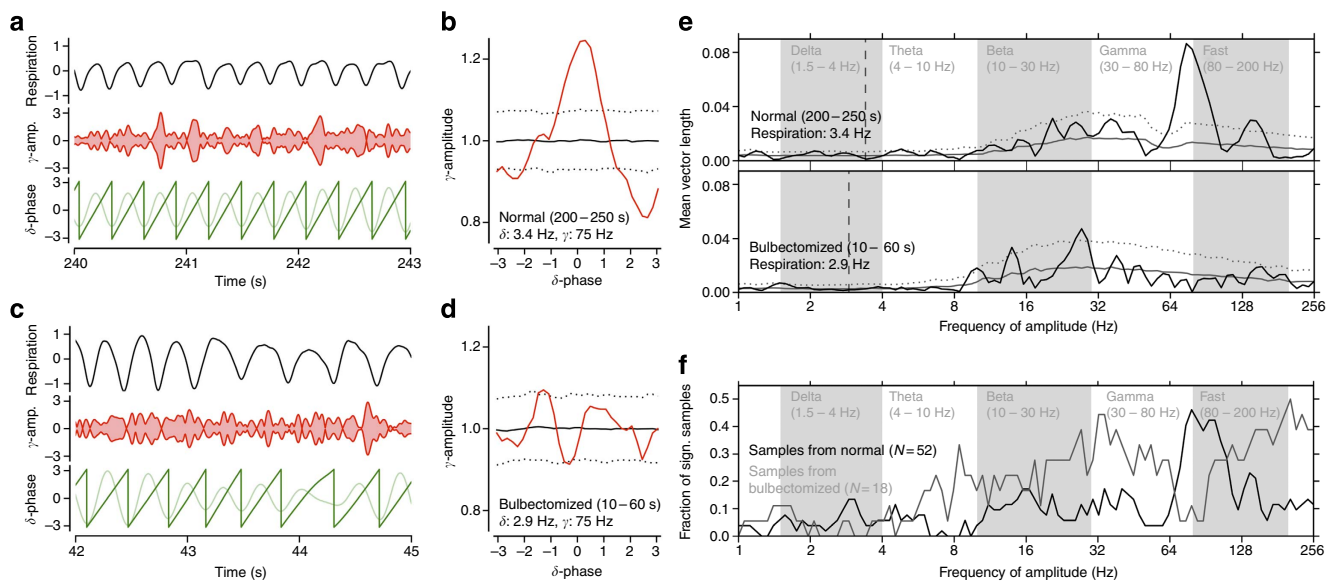 a
Respiration
1
0
−1
γ-amp.
3
0
−3
δ-phase
3
0
−3
240
241
242
243
Time (s)
b
γ-amplitude
1.2
1.0
0.8
Normal (200 – 250 s)
δ: 3.4 Hz, γ: 75 Hz
−3 −2 −1 0 1 2 3
δ-phase
c
Respiration
1
0
−1
γ-amp.
3
0
−3
δ-phase
3
0
−3
42
43
44
45
Time (s)
d
γ-amplitude
1.2
1.0
0.8
Bulbectomized (10 – 60 s)
δ: 2.9 Hz, γ: 75 Hz
−3 −2 −1 0 1 2 3
δ-phase
e
Mean vector length
0.08
0.04
0.00
Delta
(1.5 – 4 Hz)
Theta
(4 – 10 Hz)
Beta
(10 – 30 Hz)
Gamma
(30 – 80 Hz)
Fast
(80 – 200 Hz)
Normal (200 – 250 s)
Respiration: 3.4 Hz
0.08
0.04
0.00
Bulbectomized (10 – 60 s)
Respiration: 2.9 Hz
1 2 4 8 16 32 64 128 256
Frequency of amplitude (Hz)
f
Fraction of sign. samples
0.5
0.4
0.3
0.2
0.1
0.0
Delta
(1.5 – 4 Hz)
Theta
(4 – 10 Hz)
Beta
(10 – 30 Hz)
Gamma
(30 – 80 Hz)
Fast
(80 – 200 Hz)
Samples from normal (N = 52)
Samples from
bulbectomized (N = 18)
1 2 4 8 16 32 64 128 256
Frequency of amplitude (Hz)